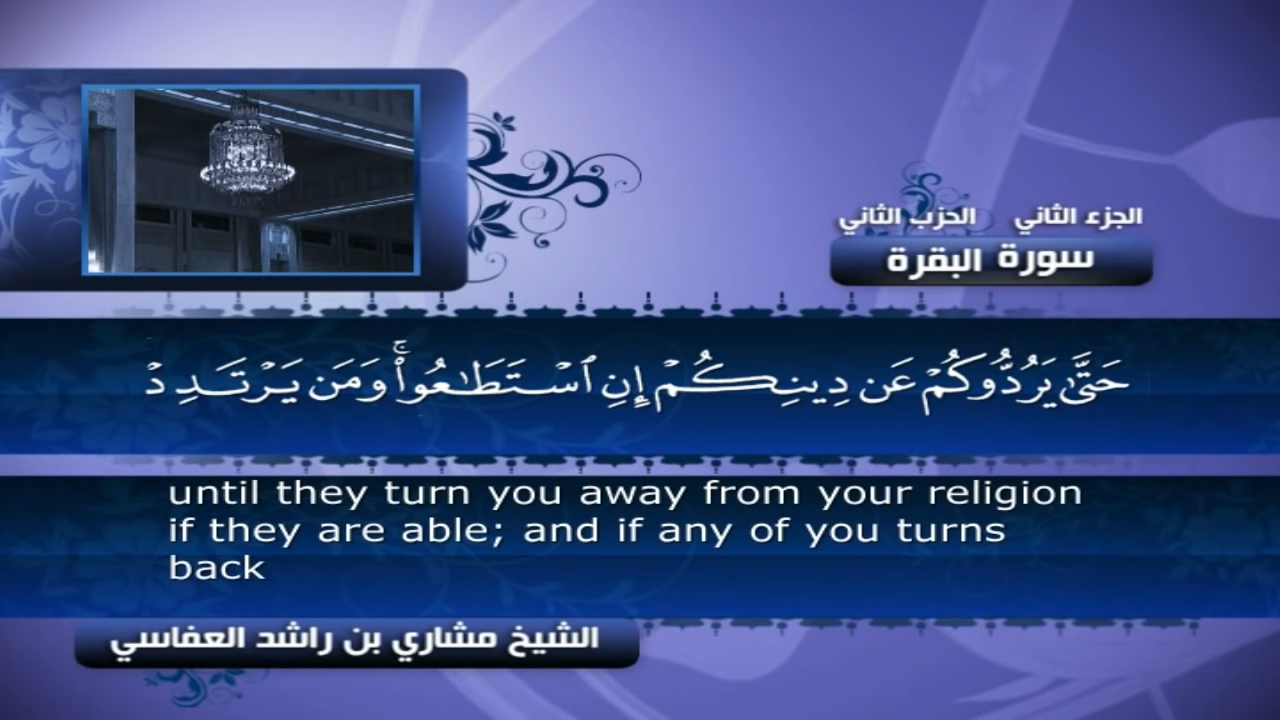 الجزء الثاني الحزب الثاني
سورة البقرة
حَتَّىٰ يَرُدُّوكُمۡ عَن دِينِكُمۡ إِنِ ٱسۡتَطَٰعُواْۚ وَمَن يَرۡتَدِدۡ
until they turn you away from your religion
if they are able; and if any of you turns
back
الشيخ مشاري بن راشد العفاسي